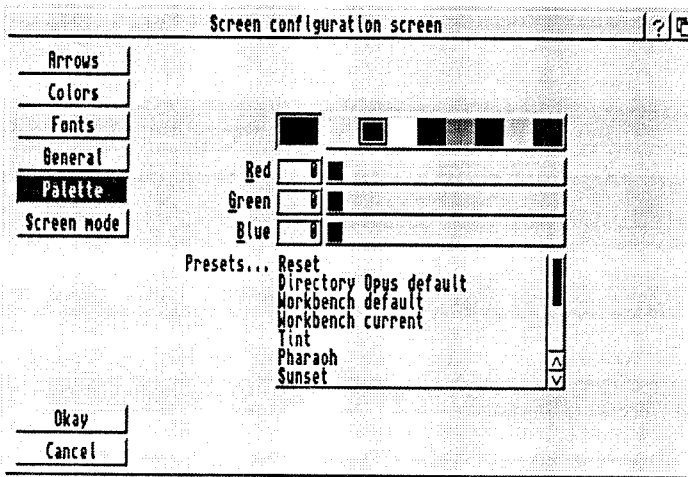 Screen configuration screen
?
Arrows
Colors
Fonts
General
Palette
Screen mode
Red 0
Green 0
Blue 0
Presets... Reset
Directory Opus default
Workbench default
Workbench current
Tint
Pharaoh
Sunset
Okay
Cancel